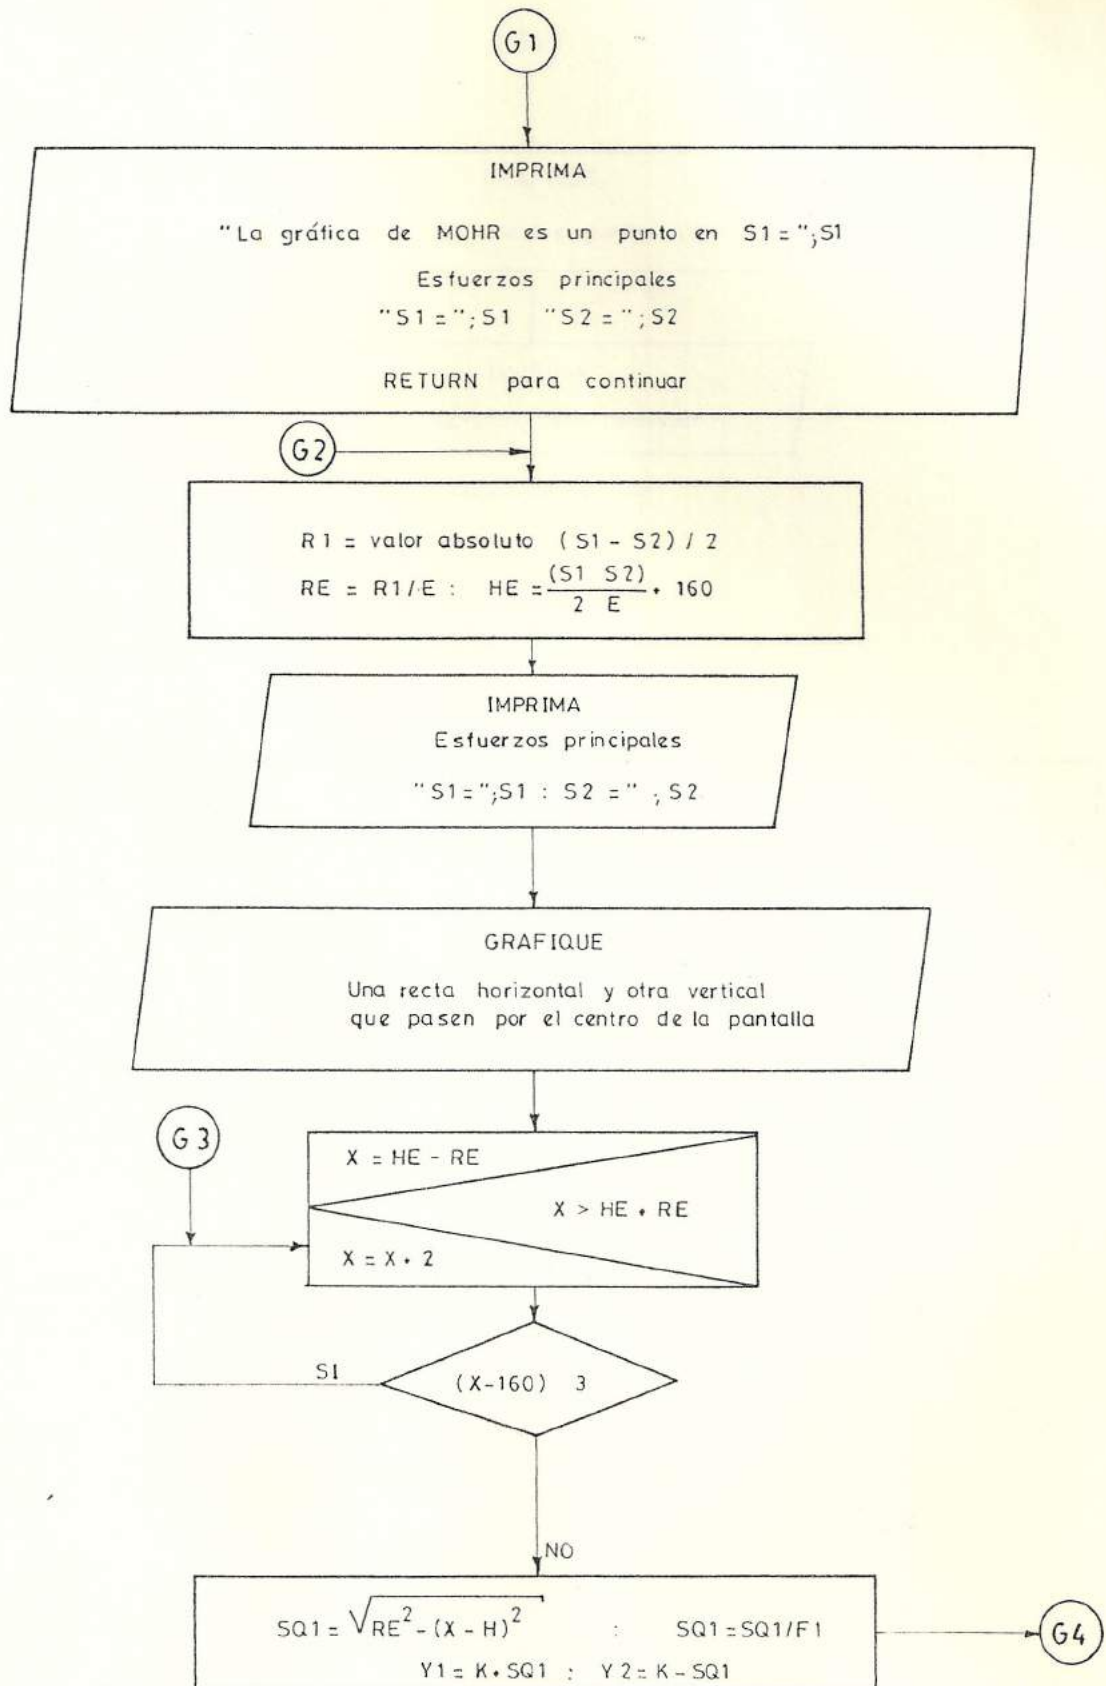 G1
IMPRIMA
"La gráfica de MOHR es un punto en S1=";S1
Esfuerzos principales
"S1=";S1 "S2=";S2
RETURN para continuar
G2
R1 = valor absoluto (S1 - S2) / 2
RE = R1/E : HE = (S1 S2)/2 E + 160
IMPRIMA
Esfuerzos principales
"S1=";S1 : S2 =" ; S2
GRAFIQUE
Una recta horizontal y otra vertical
que pasen por el centro de la pantalla
G3
X = HE - RE
X > HE + RE
X = X + 2
SI
(X-160) 3
NO
SQ1 = √RE² - (X - H)² : SQ1 = SQ1/F1
G4
Y1 = K + SQ1 : Y2 = K - SQ1